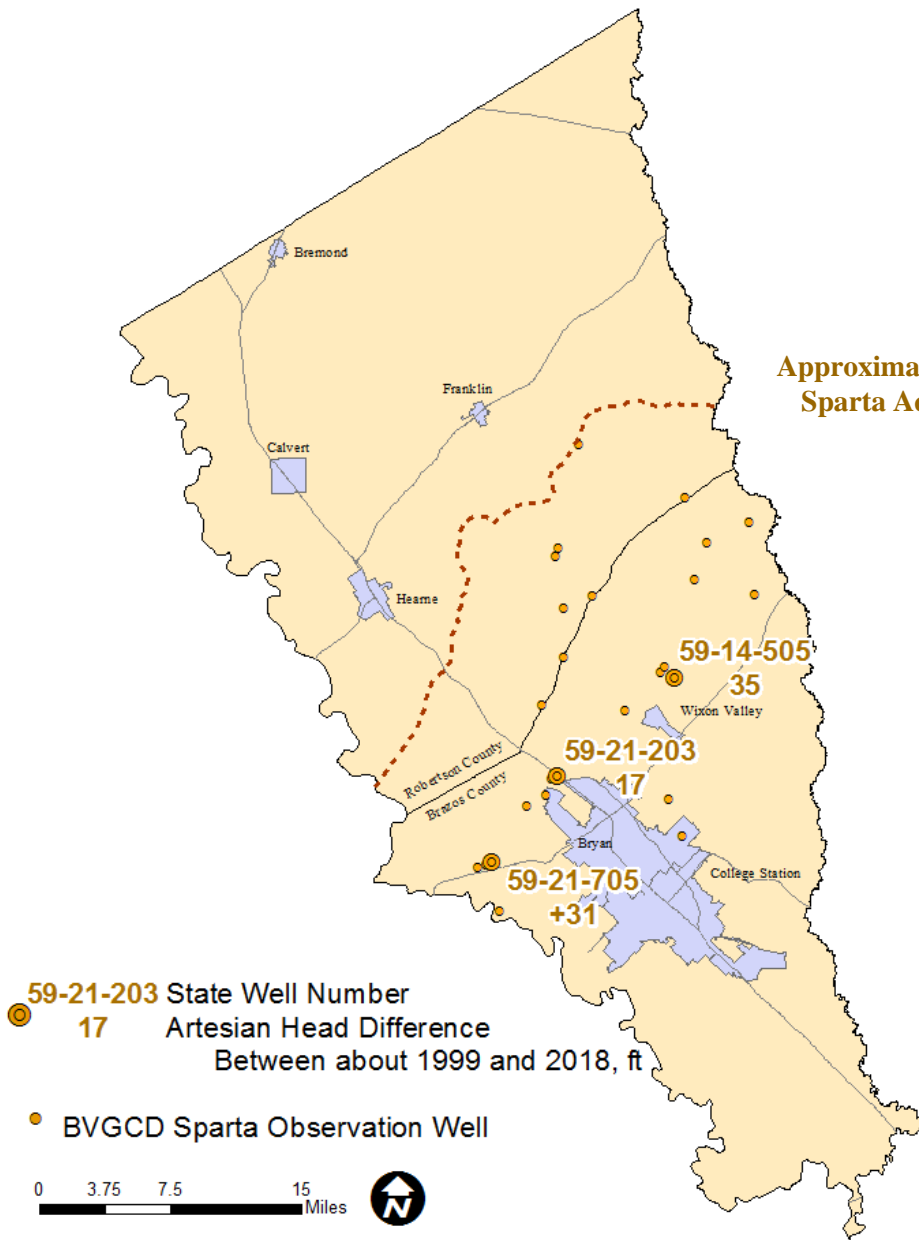 Bremond
Approxima
Sparta A
Franklin
Calvert
Hearne
59-14-505
35
Wixon Valley
59-21-203
17
Robertson County
Brazos County
Bryan
College Station
59-21-705
+31
59-21-203 State Well Number
17 Artesian Head Difference
Between about 1999 and 2018, ft
BVGCD Sparta Observation Well
0 3.75 7.5 15
Miles
N